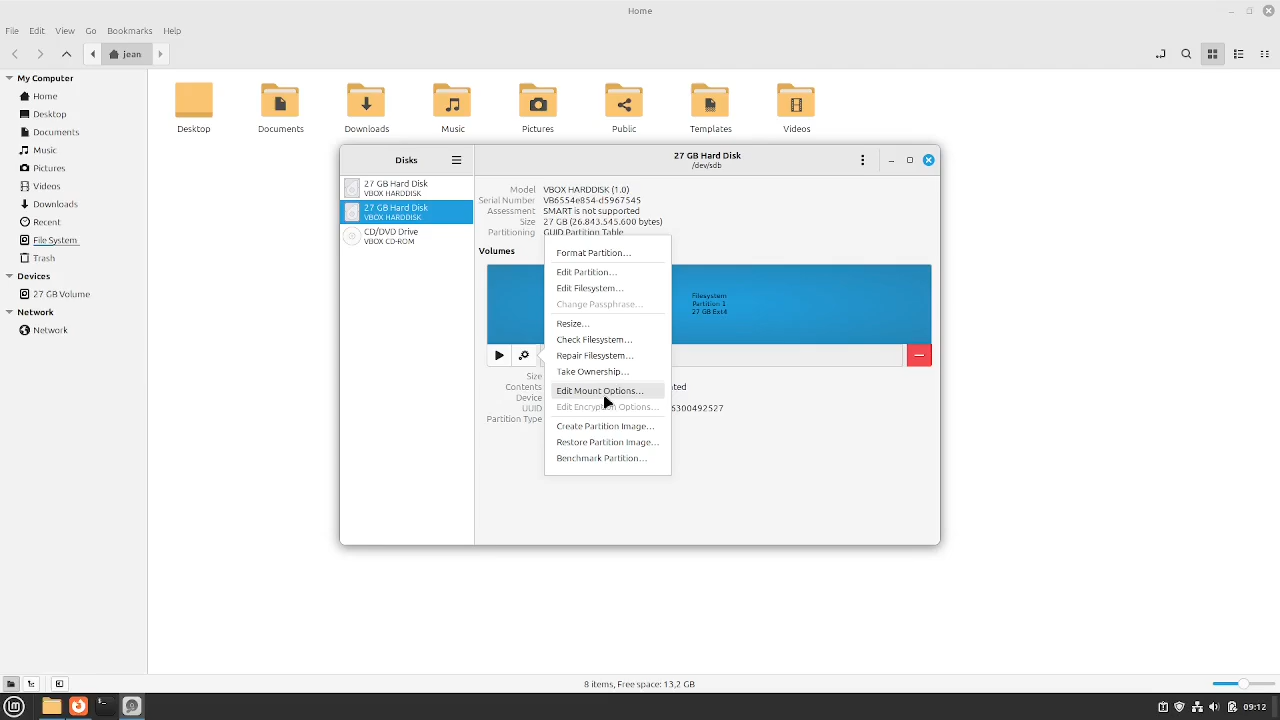 Home
File Edit View Go Bookmarks Help
jean
My Computer
Home
Desktop
Documents
Music
Pictures
Videos
Downloads
Recent
File System
Trash
Devices
27 GB Volume
Network
Network
Desktop Documents Downloads Music Pictures Public Templates Videos
Disks
27 GB Hard Disk
/dev/sdb
27 GB Hard Disk
VBOX HARDDISK
27 GB Hard Disk
VBOX HARDDISK
CD/DVD Drive
VBOX CD-ROM
Model VBOX HARDDISK (1.0)
Serial Number VB6554e854-d5967545
Assessment SMART is not supported
Size 27 GB (26.843.545.600 bytes)
Partitioning GUID Partition Table
Volumes
Filesystem
Partition 1
27 GB Ext4
Format Partition…
Edit Partition…
Edit Filesystem…
Change Passphrase…
Resize…
Check Filesystem…
Repair Filesystem…
Take Ownership…
Edit Mount Options…
Edit Encryption Options…
Create Partition Image…
Restore Partition Image…
Benchmark Partition…
Size
Contents
Device
UUID 6300492527
Partition Type
8 items, Free space: 13,2 GB
09:12